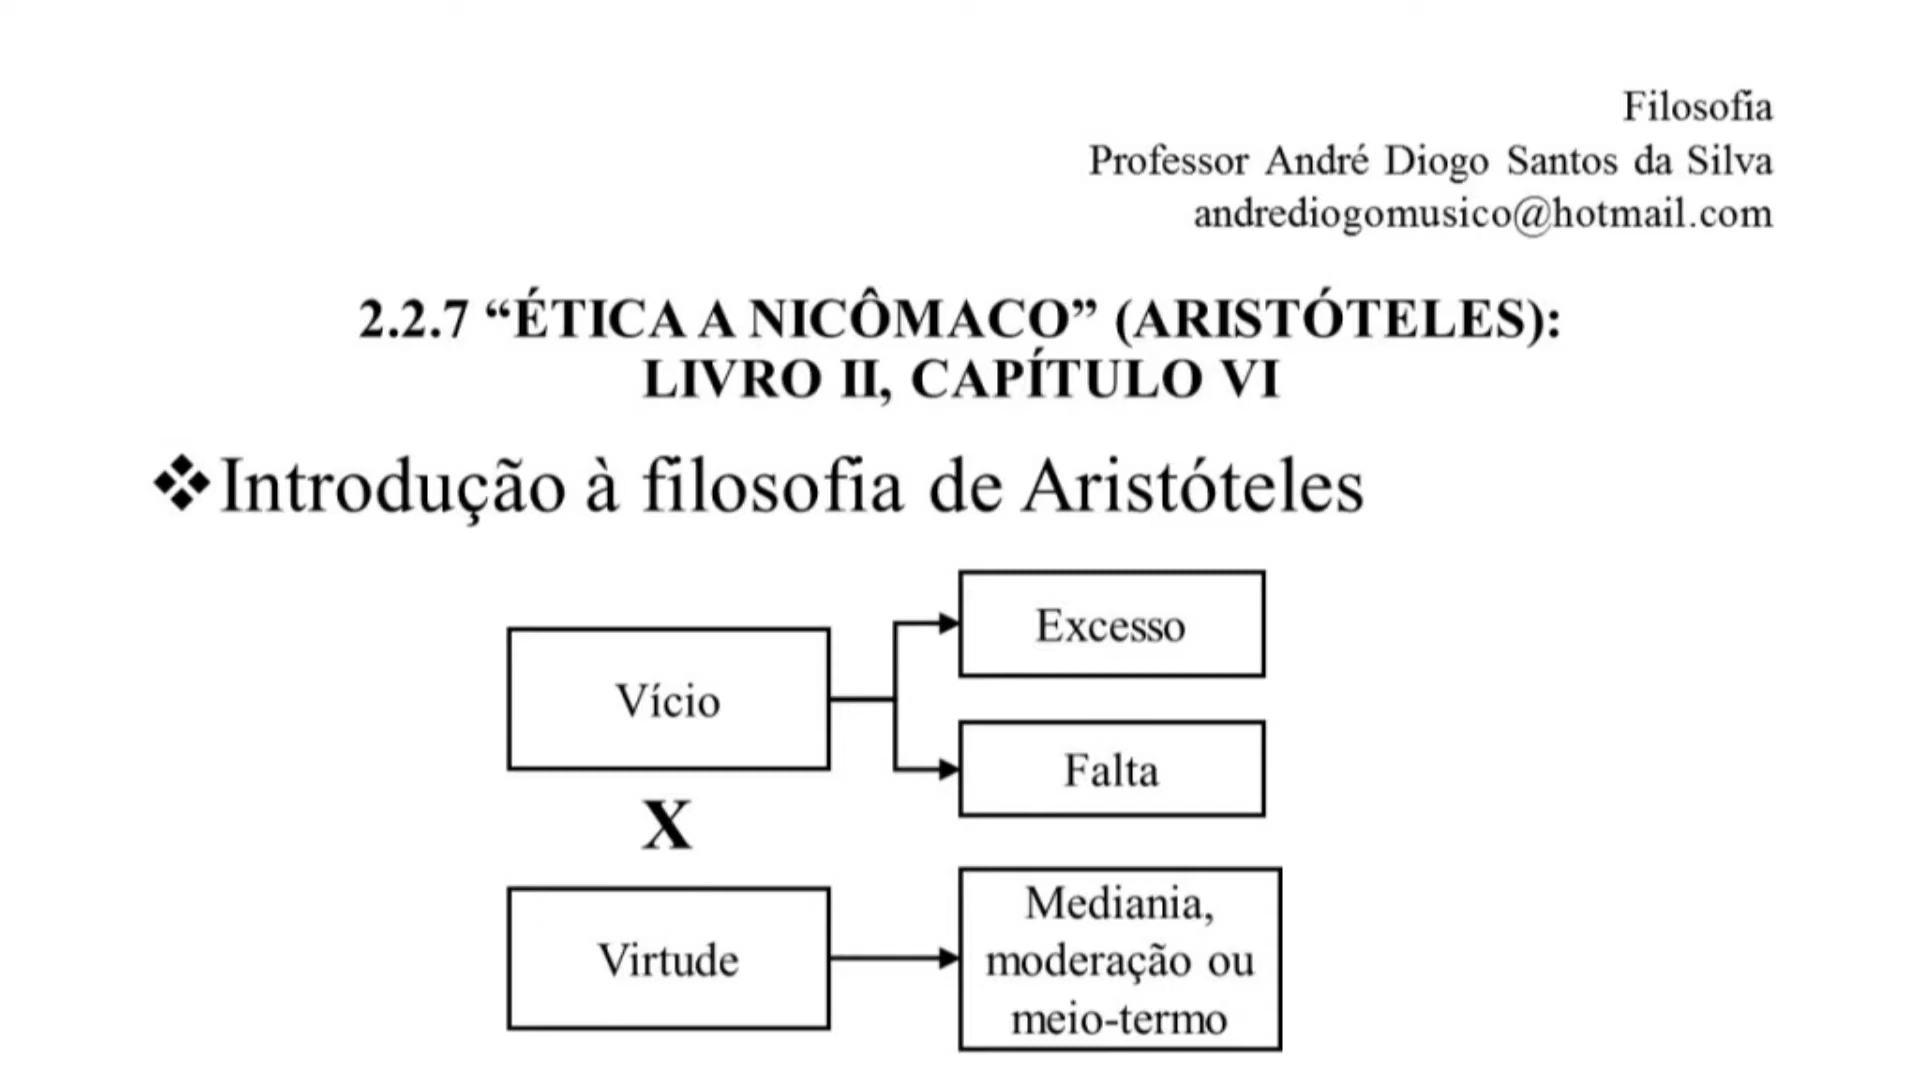 Filosofia
Professor André Diogo Santos da Silva
andrediogomusico@hotmail.com
2.2.7 “ÉTICA A NICÔMACO” (ARISTÓTELES):
LIVRO II, CAPÍTULO VI
❖Introdução à filosofia de Aristóteles
Excesso
Vício
Falta
X
Virtude
Mediania,
moderação ou
meio-termo